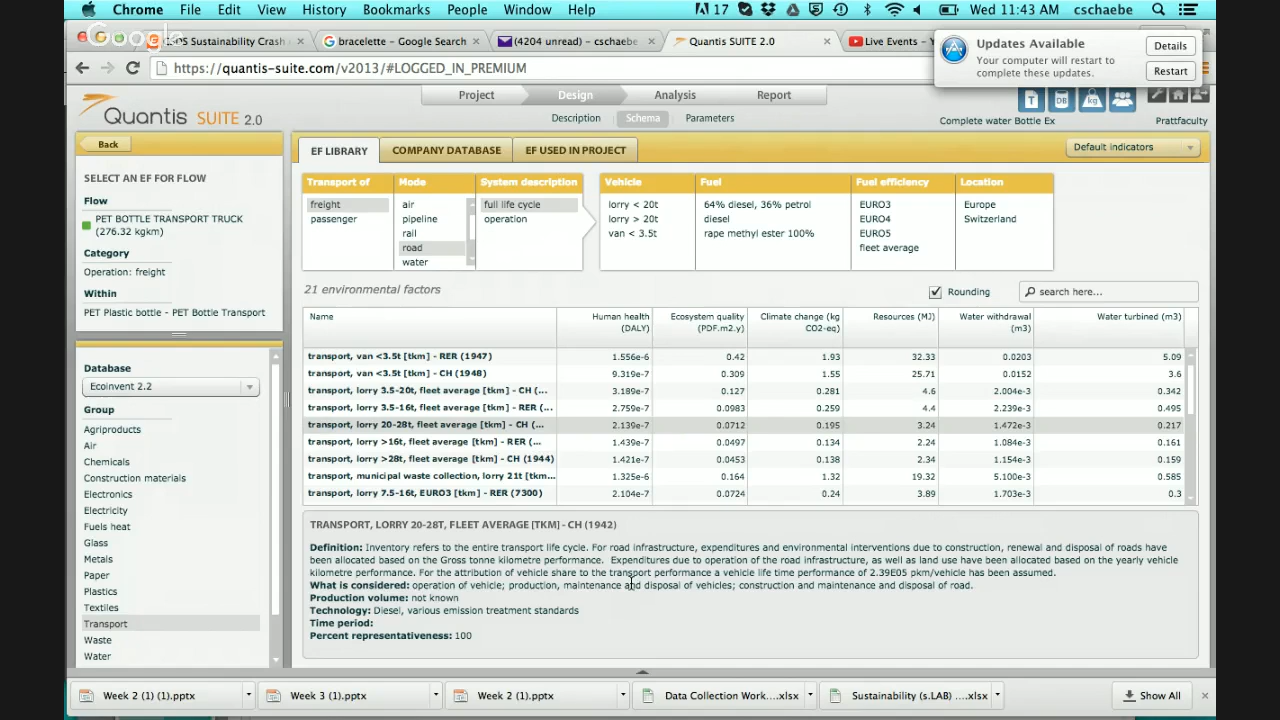 Chrome File Edit View History Bookmarks People Window Help 17 Wed 11:43 AM cschaebe
Google
Sustainability Crash bracelette – Google Search (4204 unread) – cschaebe Quantis SUITE 2.0 Live Events –
https://quantis-suite.com/v2013/#LOGGED_IN_PREMIUM
Updates Available
Your computer will restart to complete these updates.
Details
Restart
Quantis SUITE 2.0
Project Design Analysis Report
Description Schema Parameters
T DB kg
Complete water Bottle Ex Prattfaculty
Back
SELECT AN EF FOR FLOW
Flow
PET BOTTLE TRANSPORT TRUCK
(276.32 kgkm)
Category
Operation: freight
Within
PET Plastic bottle - PET Bottle Transport
Database
Ecoinvent 2.2
Group
Agriproducts
Air
Chemicals
Construction materials
Electronics
Electricity
Fuels heat
Glass
Metals
Paper
Plastics
Textiles
Transport
Waste
Water
EF LIBRARY COMPANY DATABASE EF USED IN PROJECT Default indicators
Transport of Mode System description Vehicle Fuel Fuel efficiency Location
freight air full life cycle lorry < 20t 64% diesel, 36% petrol EURO3 Europe
passenger pipeline operation lorry > 20t diesel EURO4 Switzerland
rail van < 3.5t rape methyl ester 100% EURO5
road fleet average
water
21 environmental factors Rounding search here...
Name Human health (DALY) Ecosystem quality (PDF.m2.y) Climate change (kg CO2-eq) Resources (MJ) Water withdrawal (m3) Water turbined (m3)
transport, van <3.5t [tkm] - RER (1947) 1.556e-6 0.42 1.93 32.33 0.0203 5.09
transport, van <3.5t [tkm] - CH (1948) 9.319e-7 0.309 1.55 25.71 0.0152 3.6
transport, lorry 3.5-20t, fleet average [tkm] - CH (... 3.189e-7 0.127 0.281 4.6 2.004e-3 0.342
transport, lorry 3.5-16t, fleet average [tkm] - RER (... 2.759e-7 0.0983 0.259 4.4 2.239e-3 0.495
transport, lorry 20-28t, fleet average [tkm] - CH (... 2.139e-7 0.0712 0.195 3.24 1.472e-3 0.217
transport, lorry >16t, fleet average [tkm] - RER (... 1.439e-7 0.0497 0.134 2.24 1.084e-3 0.161
transport, lorry >28t, fleet average [tkm] - CH (1944) 1.421e-7 0.0453 0.138 2.34 1.154e-3 0.159
transport, municipal waste collection, lorry 21t [tkm... 1.325e-6 0.164 1.32 19.32 5.100e-3 0.585
transport, lorry 7.5-16t, EURO3 [tkm] - RER (7300) 2.104e-7 0.0724 0.24 3.89 1.703e-3 0.3
TRANSPORT, LORRY 20-28T, FLEET AVERAGE [TKM] - CH (1942)
Definition: Inventory refers to the entire transport life cycle. For road infrastructure, expenditures and environmental interventions due to construction, renewal and disposal of roads have
been allocated based on the Gross tonne kilometre performance. Expenditures due to operation of the road infrastructure, as well as land use have been allocated based on the yearly vehicle
kilometre performance. For the attribution of vehicle share to the transport performance a vehicle life time performance of 2.39E05 pkm/vehicle has been assumed.
What is considered: operation of vehicle; production, maintenance and disposal of vehicles; construction and maintenance and disposal of road.
Production volume: not known
Technology: Diesel, various emission treatment standards
Time period:
Percent representativeness: 100
Week 2 (1) (1).pptx Week 3 (1).pptx Week 2 (1).pptx Data Collection Work....xlsx Sustainability (s.LAB) ....xlsx Show All